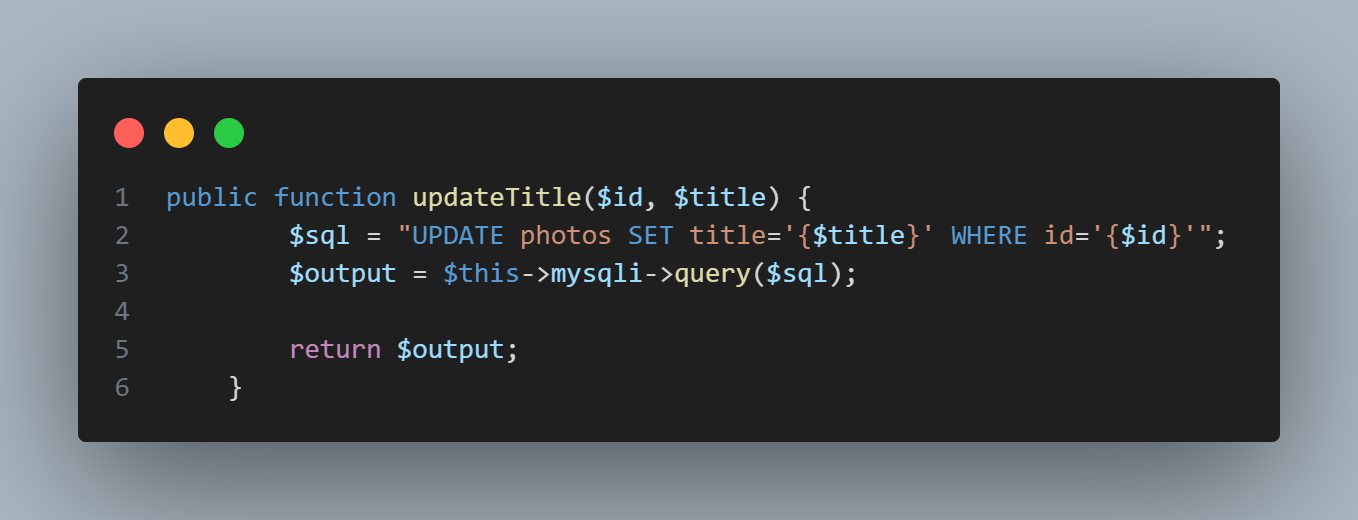 1 public function updateTitle($id, $title) {
2         $sql = "UPDATE photos SET title='{$title}' WHERE id='{$id}'";
3         $output = $this->mysqli->query($sql);
4
5         return $output;
6     }